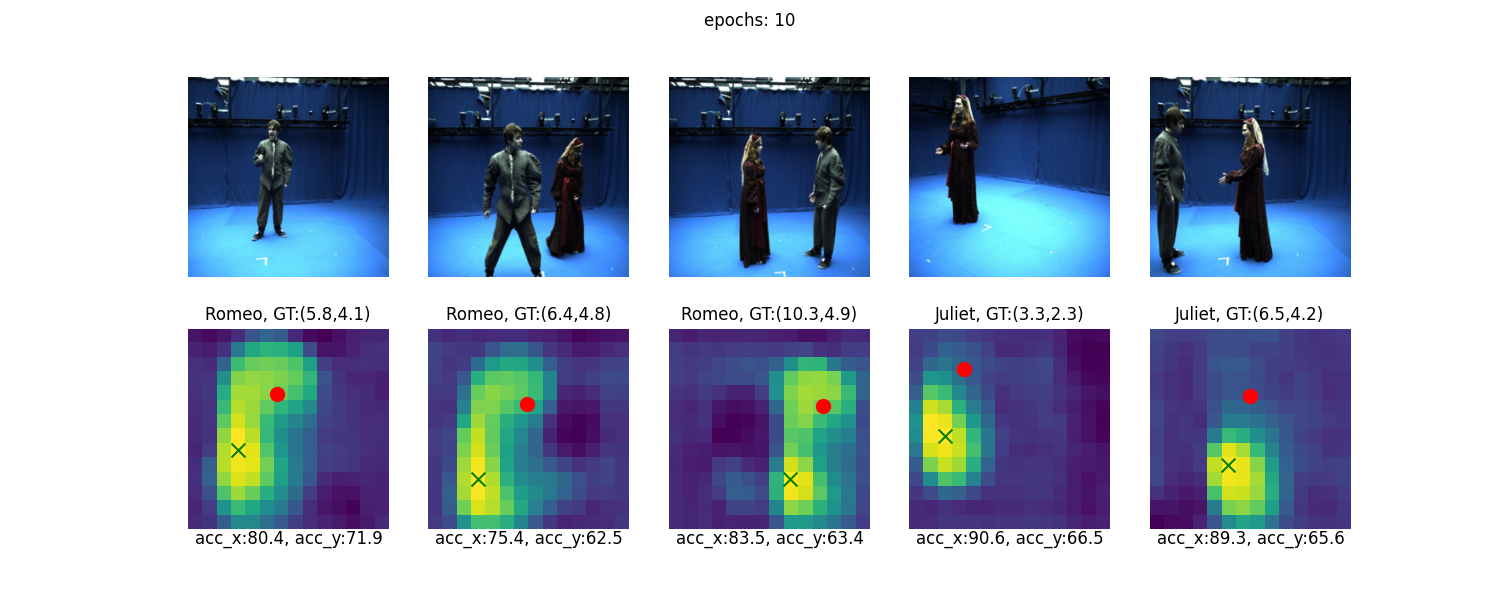 epochs: 10
Romeo, GT:(5.8,4.1)
Romeo, GT:(6.4,4.8)
Romeo, GT:(10.3,4.9)
Juliet, GT:(3.3,2.3)
Juliet, GT:(6.5,4.2)
acc_x:80.4, acc_y:71.9
acc_x:75.4, acc_y:62.5
acc_x:83.5, acc_y:63.4
acc_x:90.6, acc_y:66.5
acc_x:89.3, acc_y:65.6